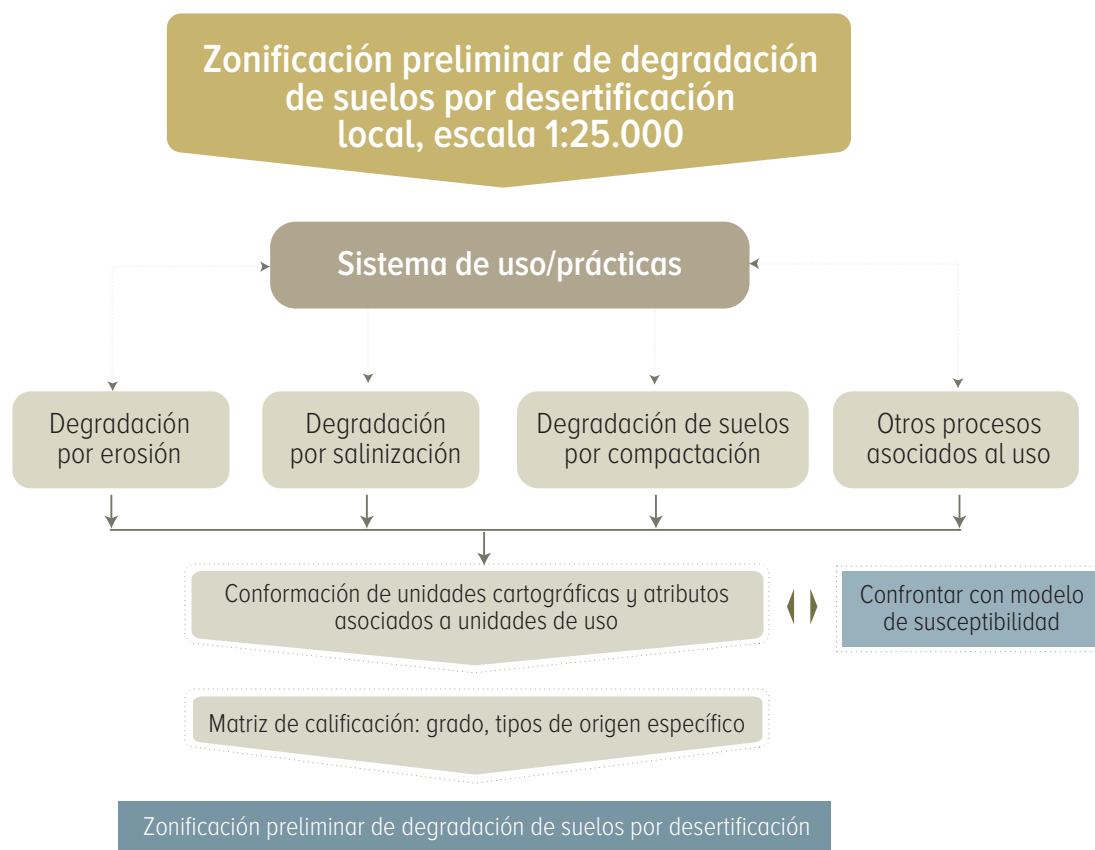 Zonificación preliminar de degradación
de suelos por desertificación
local, escala 1:25.000
Sistema de uso/prácticas
Degradación
por erosión
Degradación
por salinización
Degradación de suelos
por compactación
Otros procesos
asociados al uso
Conformación de unidades cartográficas y atributos
asociados a unidades de uso
Confrontar con modelo
de susceptibilidad
Matriz de calificación: grado, tipos de origen específico
Zonificación preliminar de degradación de suelos por desertificación